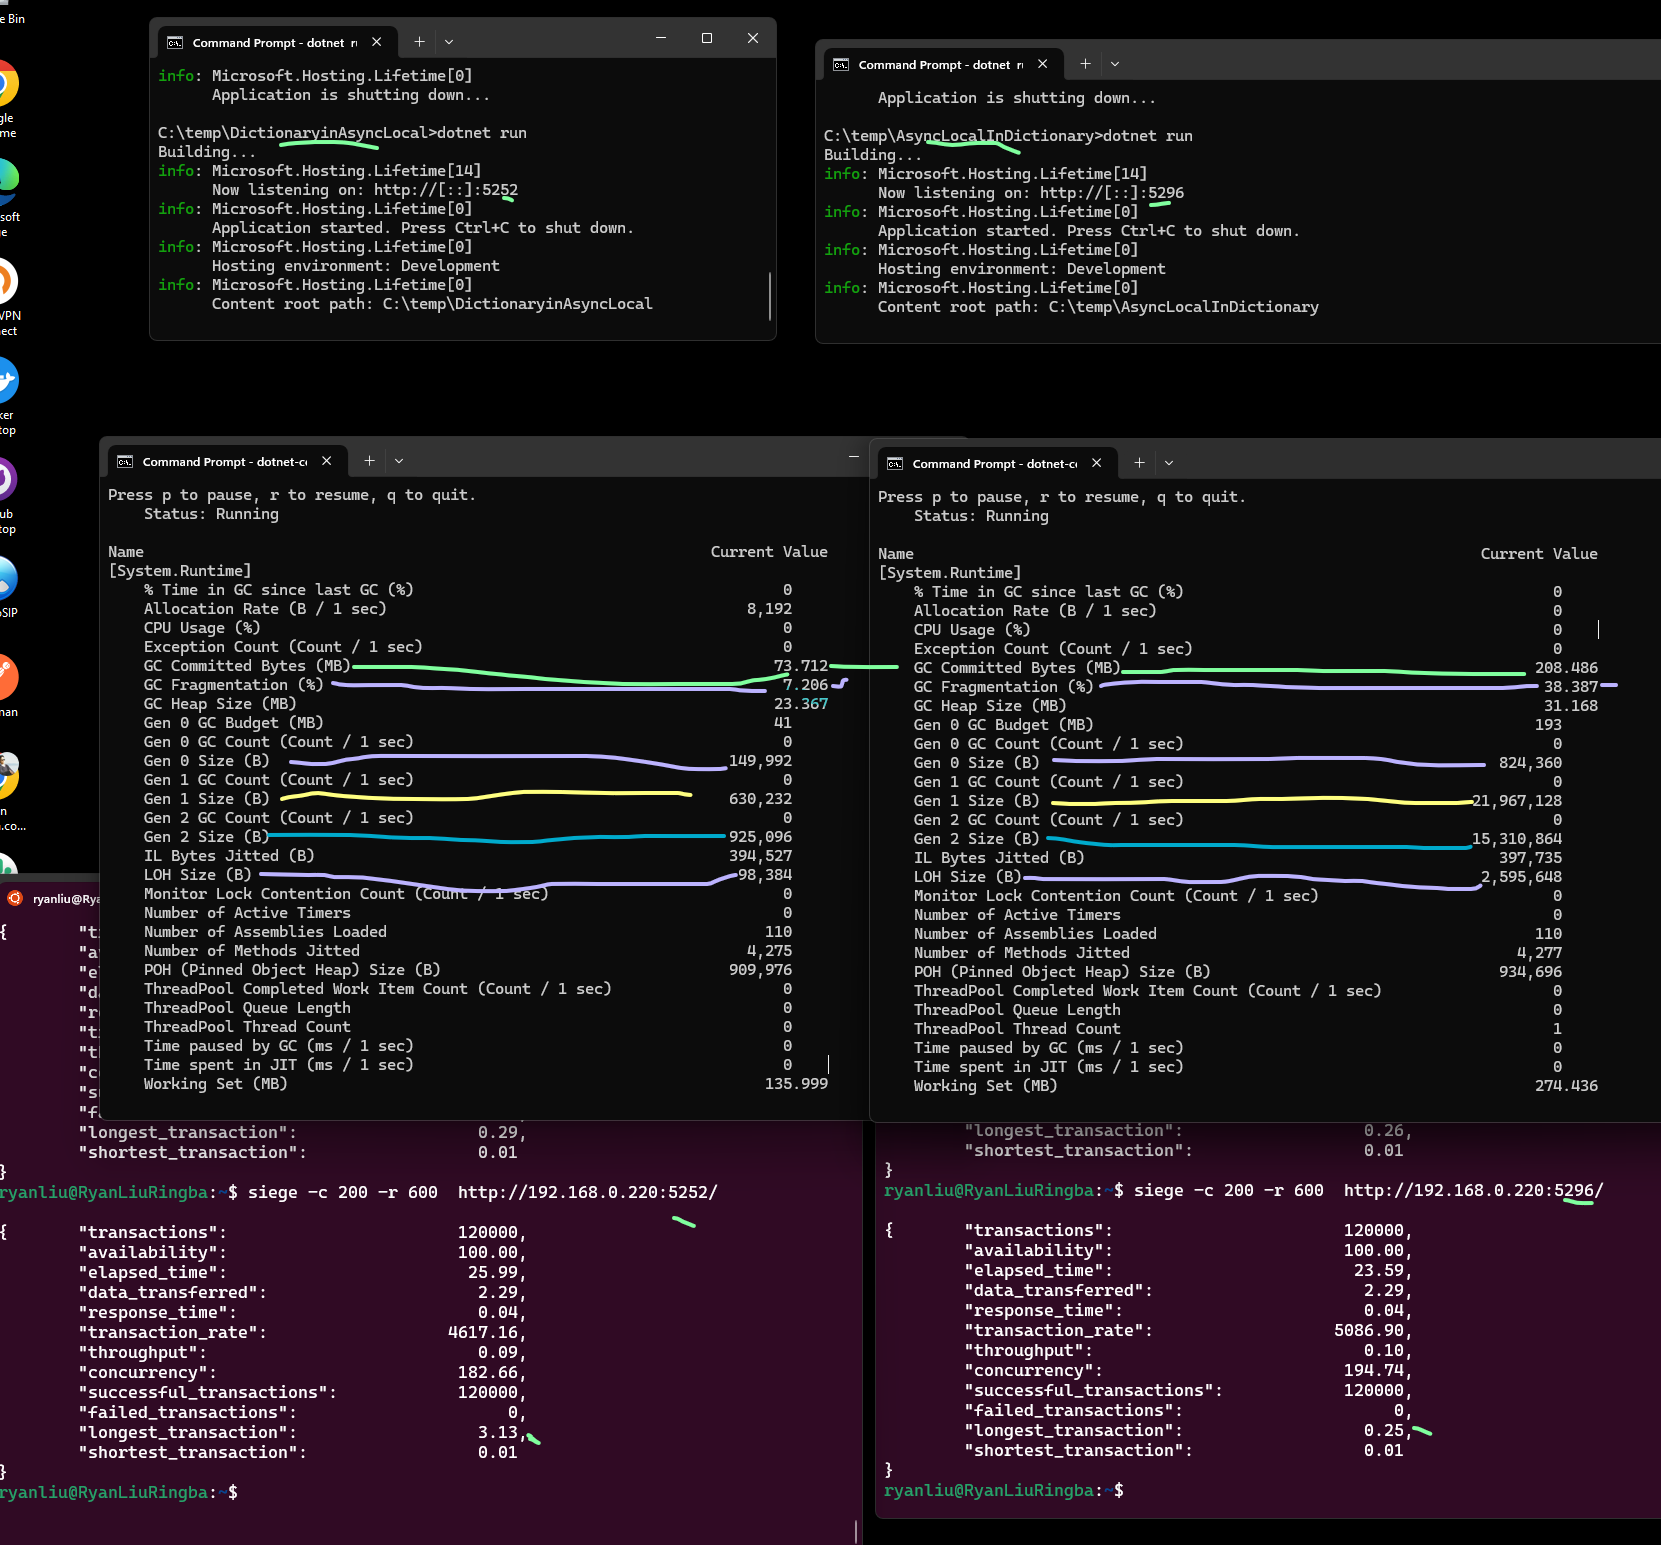 e Bin
gle
me
soft
ge
VPN
ect
ker
top
ub
top
oSIP
man
n
n.co...
Command Prompt - dotnet  r
info: Microsoft.Hosting.Lifetime[0]
Application is shutting down...
C:\temp\DictionaryinAsyncLocal>dotnet run
Building...
info: Microsoft.Hosting.Lifetime[14]
Now listening on: http://[::]:5252
info: Microsoft.Hosting.Lifetime[0]
Application started. Press Ctrl+C to shut down.
info: Microsoft.Hosting.Lifetime[0]
Hosting environment: Development
info: Microsoft.Hosting.Lifetime[0]
Content root path: C:\temp\DictionaryinAsyncLocal
Command Prompt - dotnet  r
Application is shutting down...
C:\temp\AsyncLocalInDictionary>dotnet run
Building...
info: Microsoft.Hosting.Lifetime[14]
Now listening on: http://[::]:5296
info: Microsoft.Hosting.Lifetime[0]
Application started. Press Ctrl+C to shut down.
info: Microsoft.Hosting.Lifetime[0]
Hosting environment: Development
info: Microsoft.Hosting.Lifetime[0]
Content root path: C:\temp\AsyncLocalInDictionary
Command Prompt - dotnet-c
Press p to pause, r to resume, q to quit.
Status: Running
Name Current Value
[System.Runtime]
% Time in GC since last GC (%) 0
Allocation Rate (B / 1 sec) 8,192
CPU Usage (%) 0
Exception Count (Count / 1 sec) 0
GC Committed Bytes (MB) 73.712
GC Fragmentation (%) 7.206
GC Heap Size (MB) 23.367
Gen 0 GC Budget (MB) 41
Gen 0 GC Count (Count / 1 sec) 0
Gen 0 Size (B) 149,992
Gen 1 GC Count (Count / 1 sec) 0
Gen 1 Size (B) 630,232
Gen 2 GC Count (Count / 1 sec) 0
Gen 2 Size (B) 925,096
IL Bytes Jitted (B) 394,527
LOH Size (B) 98,384
Monitor Lock Contention Count (Count / 1 sec) 0
Number of Active Timers 0
Number of Assemblies Loaded 110
Number of Methods Jitted 4,275
POH (Pinned Object Heap) Size (B) 909,976
ThreadPool Completed Work Item Count (Count / 1 sec) 0
ThreadPool Queue Length 0
ThreadPool Thread Count 0
Time paused by GC (ms / 1 sec) 0
Time spent in JIT (ms / 1 sec) 0
Working Set (MB) 135.999
Command Prompt - dotnet-c
Press p to pause, r to resume, q to quit.
Status: Running
Name Current Value
[System.Runtime]
% Time in GC since last GC (%) 0
Allocation Rate (B / 1 sec) 0
CPU Usage (%) 0
Exception Count (Count / 1 sec) 0
GC Committed Bytes (MB) 208.486
GC Fragmentation (%) 38.387
GC Heap Size (MB) 31.168
Gen 0 GC Budget (MB) 193
Gen 0 GC Count (Count / 1 sec) 0
Gen 0 Size (B) 824,360
Gen 1 GC Count (Count / 1 sec) 0
Gen 1 Size (B) 21,967,128
Gen 2 GC Count (Count / 1 sec) 0
Gen 2 Size (B) 15,310,864
IL Bytes Jitted (B) 397,735
LOH Size (B) 2,595,648
Monitor Lock Contention Count (Count / 1 sec) 0
Number of Active Timers 0
Number of Assemblies Loaded 110
Number of Methods Jitted 4,277
POH (Pinned Object Heap) Size (B) 934,696
ThreadPool Completed Work Item Count (Count / 1 sec) 0
ThreadPool Queue Length 0
ThreadPool Thread Count 1
Time paused by GC (ms / 1 sec) 0
Time spent in JIT (ms / 1 sec) 0
Working Set (MB) 274.436
ryanliu@Rya
{ "t
"a
"e
"d
"r
"t
"t
"c
"s
"f
"longest_transaction": 0.29,
"shortest_transaction": 0.01
}
ryanliu@RyanLiuRingba:~$ siege -c 200 -r 600  http://192.168.0.220:5252/
{ "transactions": 120000,
"availability": 100.00,
"elapsed_time": 25.99,
"data_transferred": 2.29,
"response_time": 0.04,
"transaction_rate": 4617.16,
"throughput": 0.09,
"concurrency": 182.66,
"successful_transactions": 120000,
"failed_transactions": 0,
"longest_transaction": 3.13,
"shortest_transaction": 0.01
}
ryanliu@RyanLiuRingba:~$
"longest_transaction": 0.26,
"shortest_transaction": 0.01
}
ryanliu@RyanLiuRingba:~$ siege -c 200 -r 600  http://192.168.0.220:5296/
{ "transactions": 120000,
"availability": 100.00,
"elapsed_time": 23.59,
"data_transferred": 2.29,
"response_time": 0.04,
"transaction_rate": 5086.90,
"throughput": 0.10,
"concurrency": 194.74,
"successful_transactions": 120000,
"failed_transactions": 0,
"longest_transaction": 0.25,
"shortest_transaction": 0.01
}
ryanliu@RyanLiuRingba:~$